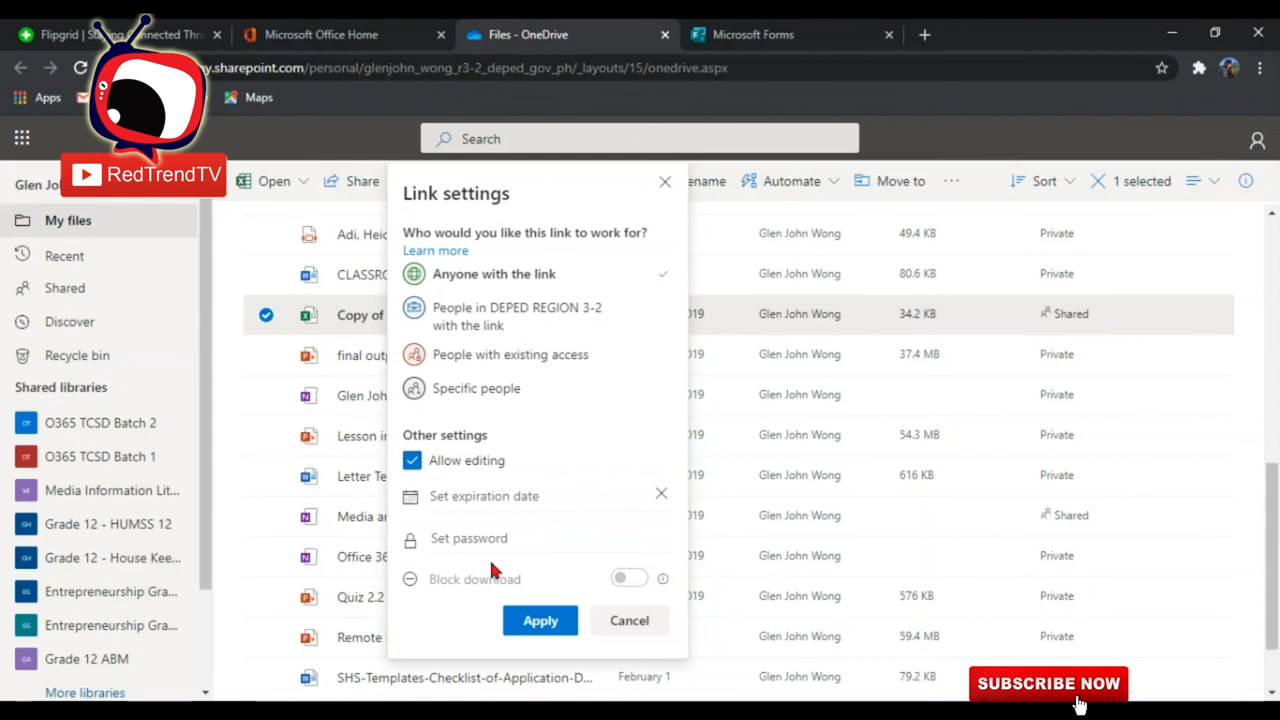 Flipgrid | Sta
ng Connected Thr
Microsoft Office Home
Files - OneDrive
Microsoft Forms
y.sharepoint.com/personal/glenjohn_wong_r3-2_deped_gov_ph/_layouts/15/onedrive.aspx
Apps
Maps
Search
RedTrendTV
Glen Jo
Open
Share
ename
Automate
Move to
Sort
1 selected
My files
Recent
Shared
Discover
Recycle bin
Shared libraries
O365 TCSD Batch 2
O365 TCSD Batch 1
Media Information Lit...
Grade 12 - HUMSS 12
Grade 12 - House Kee...
Entrepreneurship Gra...
Entrepreneurship Gra...
Grade 12 ABM
More libraries
Link settings
Who would you like this link to work for?
Learn more
Anyone with the link
People in DEPED REGION 3-2
with the link
People with existing access
Specific people
Other settings
Allow editing
Set expiration date
Set password
Block download
Apply
Cancel
Adi, Heic Glen John Wong 49.4 KB Private
CLASSRO Glen John Wong 80.6 KB Private
Copy of 019 Glen John Wong 34.2 KB Shared
final outp 019 Glen John Wong 37.4 MB Private
Glen Joh 019 Glen John Wong Private
Lesson in 019 Glen John Wong 54.3 MB Private
Letter Te Glen John Wong 616 KB Private
Media an Glen John Wong Shared
Office 36 Glen John Wong Private
Quiz 2.2 Glen John Wong 576 KB Private
Remote Glen John Wong 59.4 MB Private
SHS-Templates-Checklist-of-Application-D... February 1 Glen John Wong 79.2 KB Private
SUBSCRIBE NOW